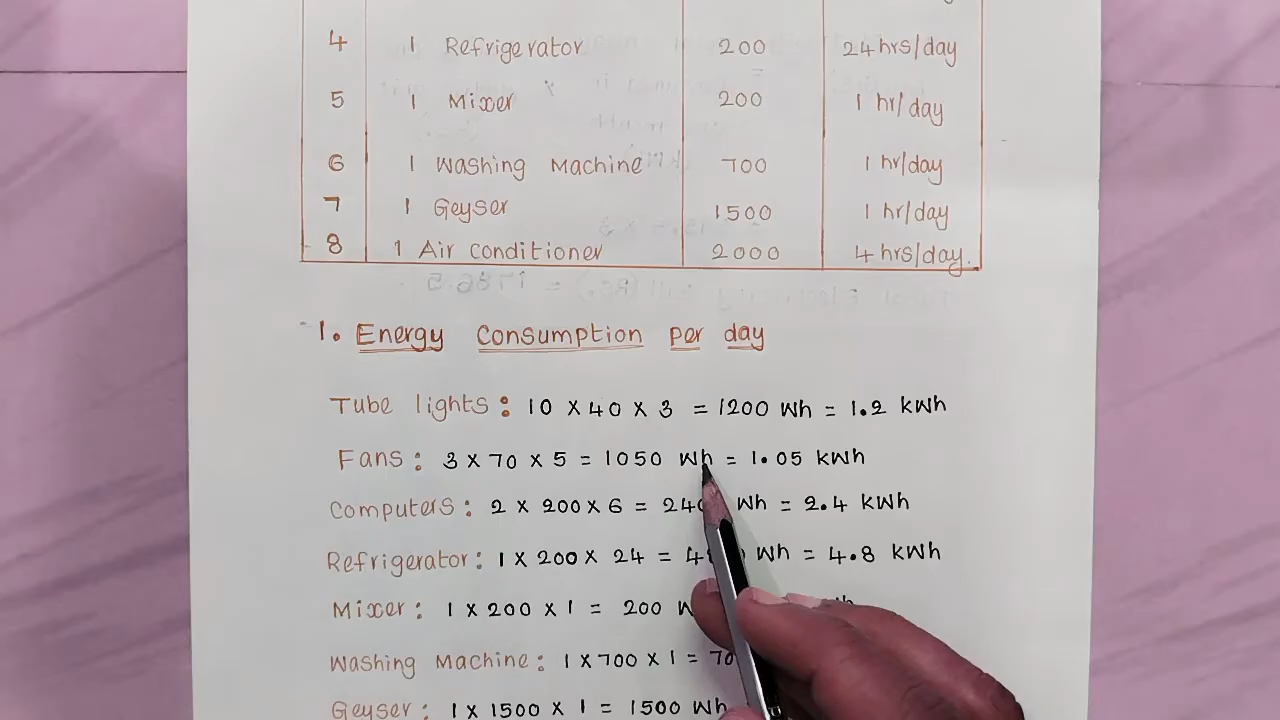 4 1 Refrigerator 200 24 hrs/day
5 1 Mixer 200 1 hr/day
6 1 Washing Machine 700 1 hr/day
7 1 Geyser 1500 1 hr/day
8 1 Air conditioner 2000 4 hrs/day.
1. Energy Consumption per day
Tube lights : 10 X 40 X 3 = 1200 Wh = 1.2 kWh
Fans : 3 X 70 X 5 = 1050 Wh = 1.05 kWh
Computers : 2 X 200 X 6 = 240 Wh = 2.4 kWh
Refrigerator : 1 X 200 X 24 = 4 Wh = 4.8 kWh
Mixer : 1 X 200 X 1 = 200 W
Washing Machine : 1 X 700 X 1 = 70
Geyser : 1 X 1500 X 1 = 1500 Wh